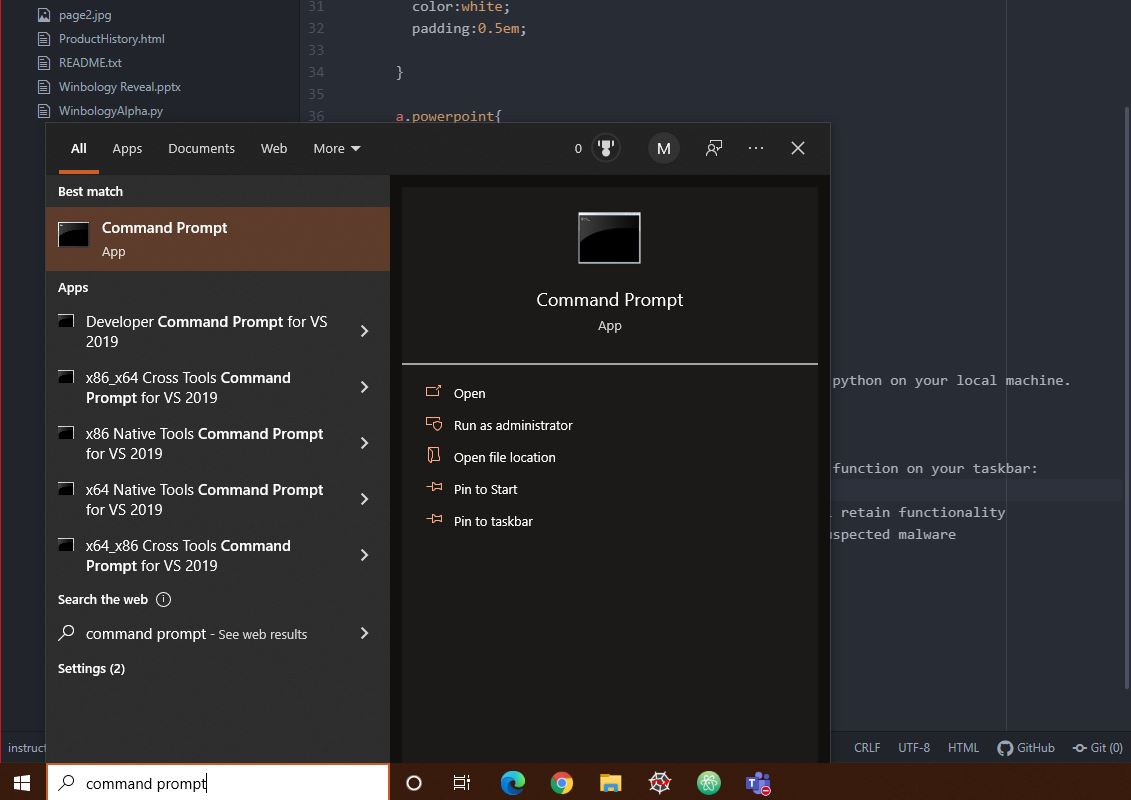 page2.jpg
ProductHistory.html
README.txt
Winbology Reveal.pptx
WinbologyAlpha.py
31 color:white;
32 padding:0.5em;
33
34 }
35
36 a.powerpoint{
All Apps Documents Web More 0 M ...
Best match
Command Prompt
App
Apps
Developer Command Prompt for VS
2019
x86_x64 Cross Tools Command
Prompt for VS 2019
x86 Native Tools Command Prompt
for VS 2019
x64 Native Tools Command Prompt
for VS 2019
x64_x86 Cross Tools Command
Prompt for VS 2019
Search the web
command prompt - See web results
Settings (2)
Command Prompt
App
Open
Run as administrator
Open file location
Pin to Start
Pin to taskbar
python on your local machine.
function on your taskbar:
retain functionality
spected malware
instruct
CRLF UTF-8 HTML GitHub Git (0)
command prompt